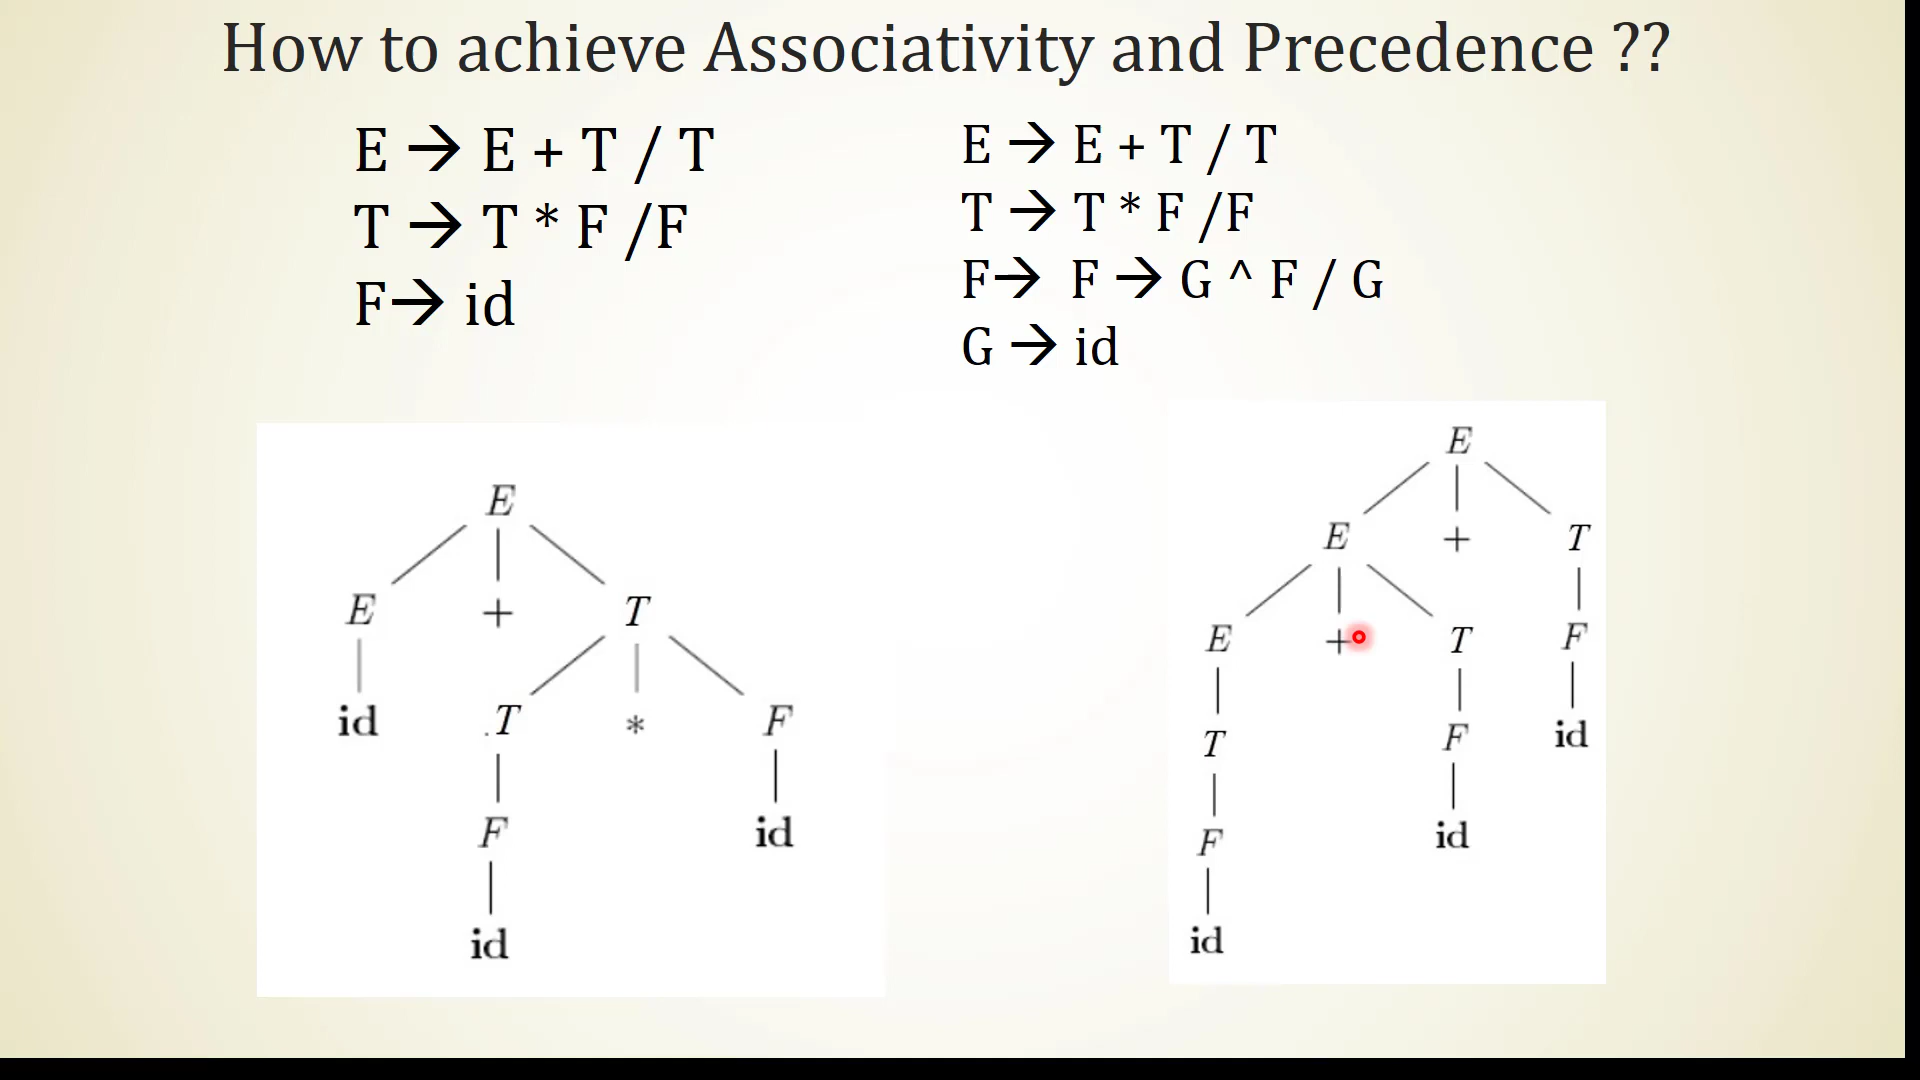 How to achieve Associativity and Precedence ??
E → E + T / T
T → T * F /F
F→ id
E → E + T / T
T → T * F /F
F→ F → G ^ F / G
G → id
E
E + T
id .T * F
F id
id
E
E + T
E + T F
T F id
F id
id